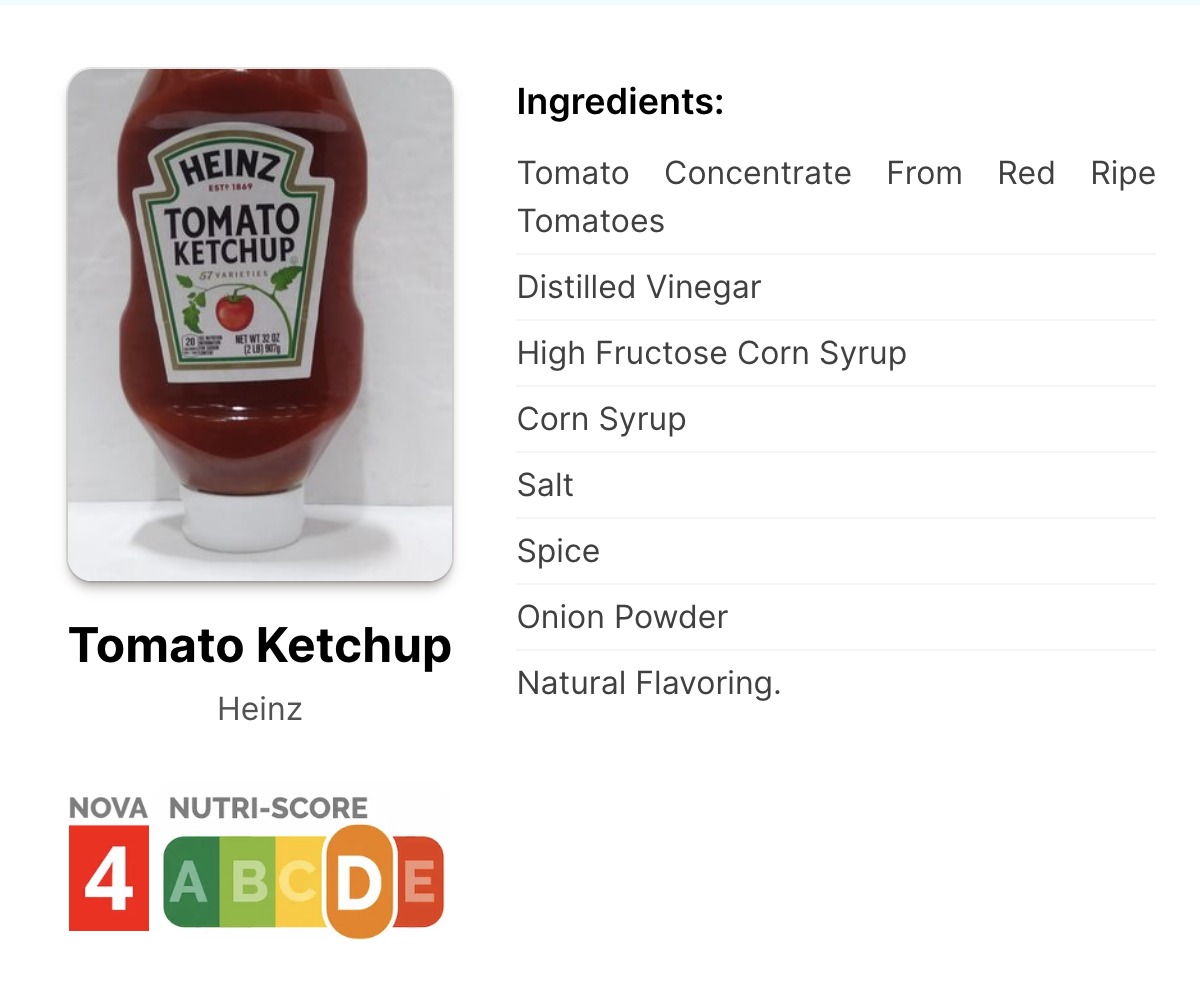 HEINZ
ESTD 1869
TOMATO
KETCHUP
57 VARIETIES
20
NET WT 32 OZ
(2 LB) 907g
Tomato Ketchup
Heinz
NOVA
4
NUTRI-SCORE
A B C D E
Ingredients:
Tomato Concentrate From Red Ripe
Tomatoes
Distilled Vinegar
High Fructose Corn Syrup
Corn Syrup
Salt
Spice
Onion Powder
Natural Flavoring.